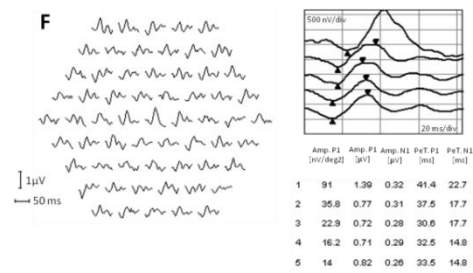 F
1µV
50 ms
500 nV/div
20 ms/div
Amp. P1 Amp. P1 Amp. N1 PeT. P1 PeT. N1
[nV/deg2] [µV] [µV] [ms] [ms]
1 91 1.39 0.32 41.4 22.7
2 35.8 0.77 0.31 37.5 17.7
3 22.9 0.72 0.28 30.6 17.7
4 16.2 0.71 0.29 32.5 14.8
5 14 0.82 0.26 33.5 14.8